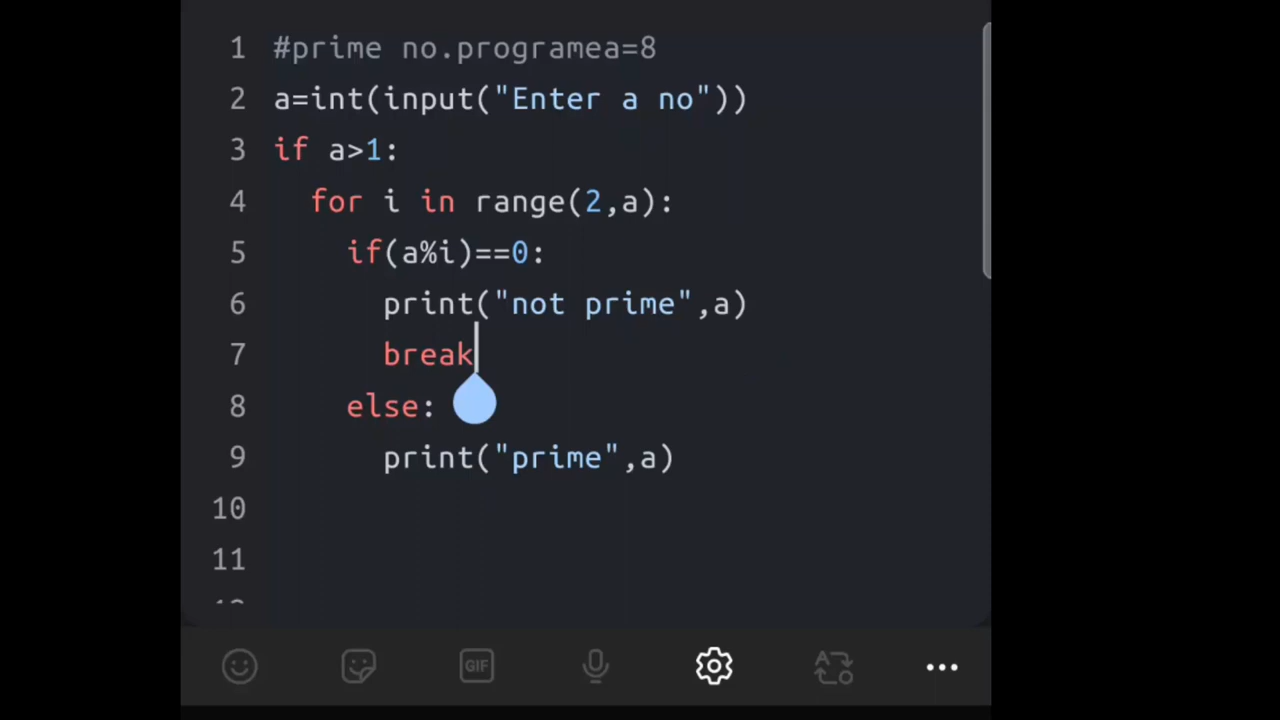 1 #prime no.programea=8
2 a=int(input("Enter a no"))
3 if a>1:
4   for i in range(2,a):
5     if(a%i)==0:
6       print("not prime",a)
7       break
8     else:
9       print("prime",a)
10
11
GIF